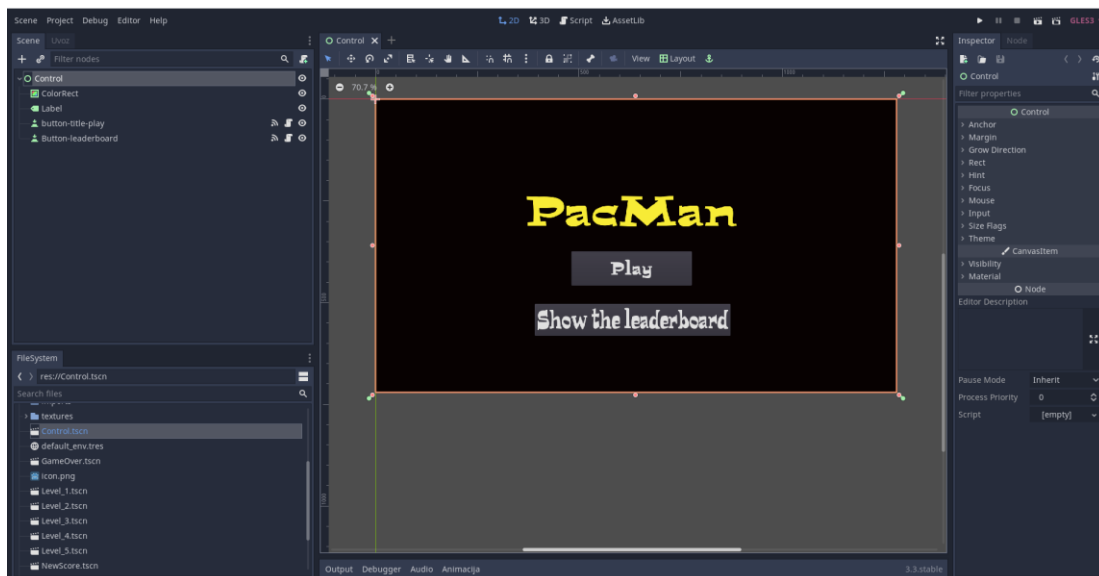 Scene Project Debug Editor Help
2D 3D Script AssetLib
GLES3
Scene Uvoz
Control
Inspector Node
Filter nodes
View Layout
Control
ColorRect
Label
button-title-play
Button-leaderboard
500
1000
70.7 %
PacMan
Play
Show the leaderboard
500
1000
Control
Filter properties
Control
Anchor
Margin
Grow Direction
Rect
Hint
Focus
Mouse
Input
Size Flags
Theme
CanvasItem
Visibility
Material
Node
Editor Description
Pause Mode Inherit
Process Priority 0
Script [empty]
FileSystem
res://Control.tscn
Search files
textures
Control.tscn
default_env.tres
GameOver.tscn
icon.png
Level_1.tscn
Level_2.tscn
Level_3.tscn
Level_4.tscn
Level_5.tscn
NewScore.tscn
Output Debugger Audio Animacija
3.3.stable